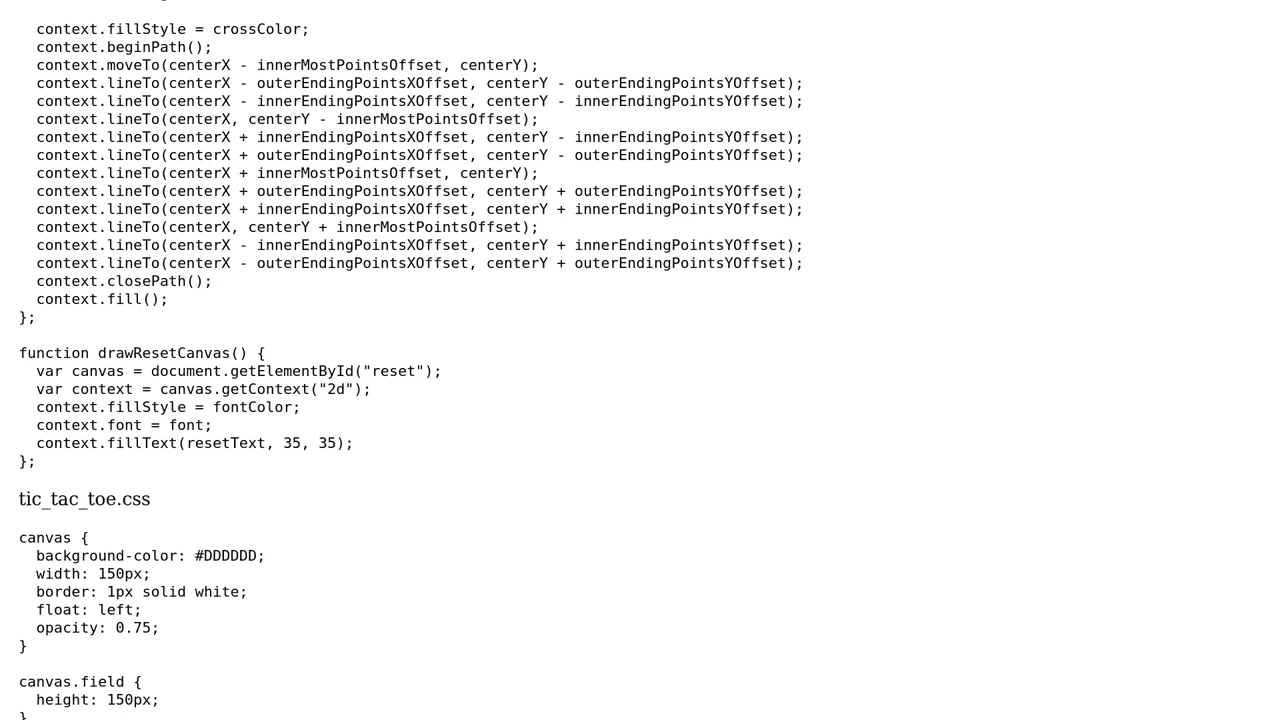 context.fillStyle = crossColor;
context.beginPath();
context.moveTo(centerX - innerMostPointsOffset, centerY);
context.lineTo(centerX - outerEndingPointsXOffset, centerY - outerEndingPointsYOffset);
context.lineTo(centerX - innerEndingPointsXOffset, centerY - innerEndingPointsYOffset);
context.lineTo(centerX, centerY - innerMostPointsOffset);
context.lineTo(centerX + innerEndingPointsXOffset, centerY - innerEndingPointsYOffset);
context.lineTo(centerX + outerEndingPointsXOffset, centerY - outerEndingPointsYOffset);
context.lineTo(centerX + innerMostPointsOffset, centerY);
context.lineTo(centerX + outerEndingPointsXOffset, centerY + outerEndingPointsYOffset);
context.lineTo(centerX + innerEndingPointsXOffset, centerY + innerEndingPointsYOffset);
context.lineTo(centerX, centerY + innerMostPointsOffset);
context.lineTo(centerX - innerEndingPointsXOffset, centerY + innerEndingPointsYOffset);
context.lineTo(centerX - outerEndingPointsXOffset, centerY + outerEndingPointsYOffset);
context.closePath();
context.fill();
};
function drawResetCanvas() {
var canvas = document.getElementById("reset");
var context = canvas.getContext("2d");
context.fillStyle = fontColor;
context.font = font;
context.fillText(resetText, 35, 35);
};
tic_tac_toe.css
canvas {
background-color: #DDDDDD;
width: 150px;
border: 1px solid white;
float: left;
opacity: 0.75;
}
canvas.field {
height: 150px;
}